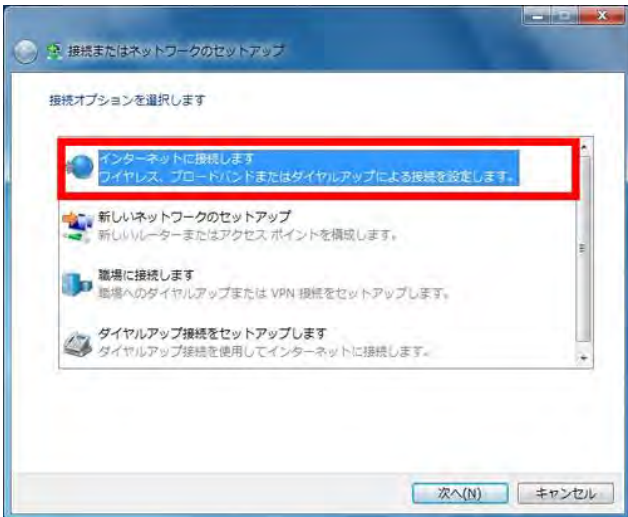 接続またはネットワークのセットアップ
接続オプションを選択します
インターネットに接続します
ワイヤレス、ブロードバンドまたはダイヤルアップによる接続を設定します。
新しいネットワークのセットアップ
新しいルーターまたはアクセス ポイントを構成します。
職場に接続します
職場へのダイヤルアップまたは VPN 接続をセットアップします。
ダイヤルアップ接続をセットアップします
ダイヤルアップ接続を使用してインターネットに接続します。
次へ(N)
キャンセル